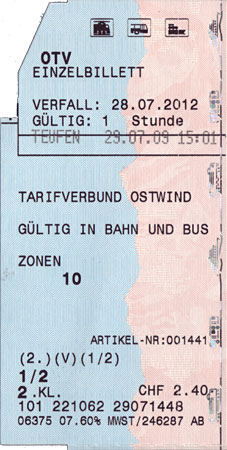 OTV
EINZELBILLETT
VERFALL: 28.07.2012
GÜLTIG: 1 Stunde
TEUFEN 29.07.09 15:01
TARIFVERBUND OSTWIND
GÜLTIG IN BAHN UND BUS
ZONEN
10
ARTIKEL-NR:001441
(2.)(V)(1/2)
1/2
2.KL. CHF 2.40
101 221062 29071448
06375 07.60% MWST/246287 AB